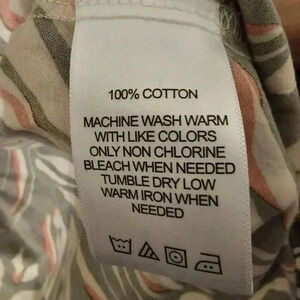 100% COTTON
MACHINE WASH WARM
WITH LIKE COLORS
ONLY NON CHLORINE
BLEACH WHEN NEEDED
TUMBLE DRY LOW
WARM IRON WHEN
NEEDED